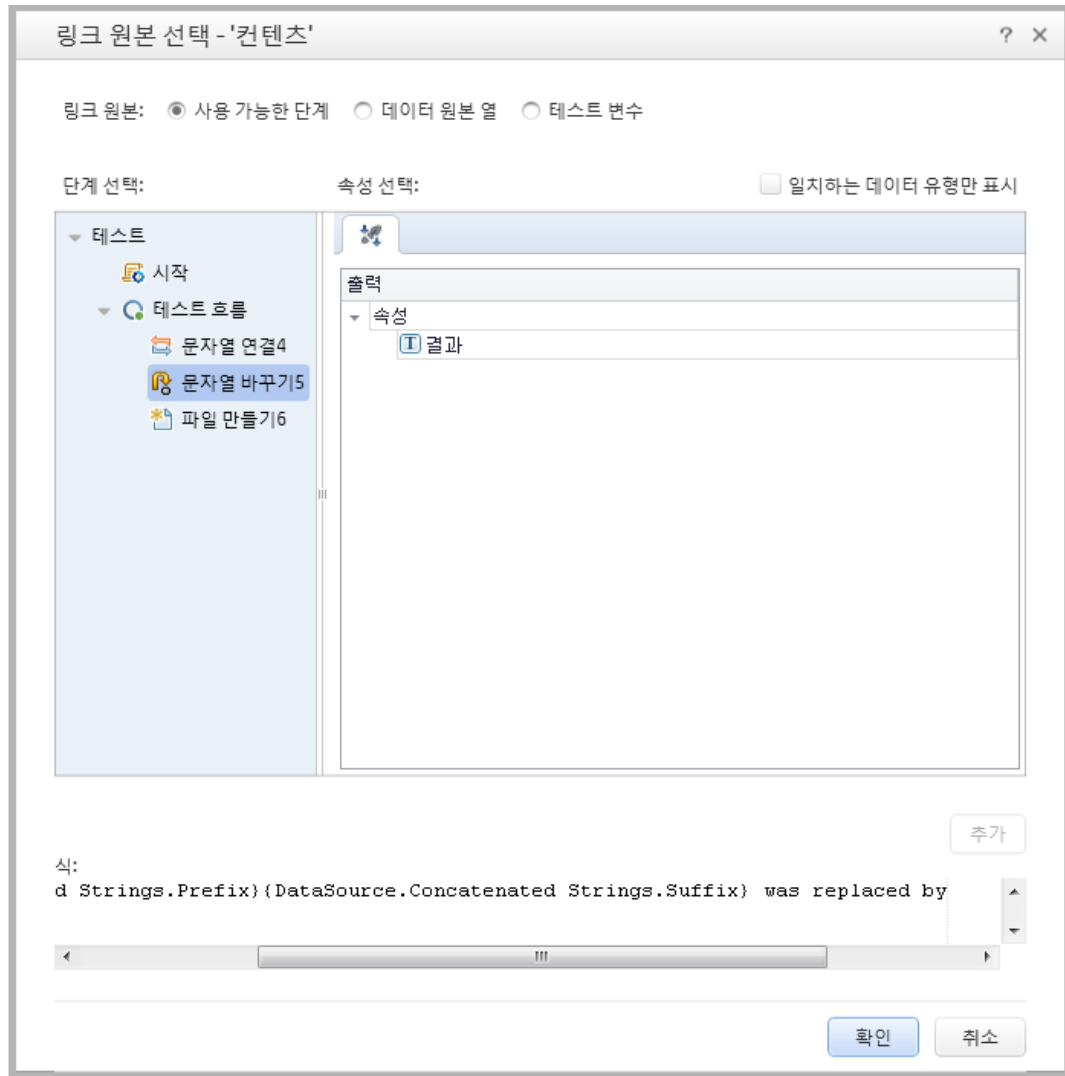 링크 원본 선택 - '컨텐츠'
링크 원본: 사용 가능한 단계 데이터 원본 열 테스트 변수
단계 선택: 속성 선택: 일치하는 데이터 유형만 표시
테스트
시작
테스트 흐름
문자열 연결4
문자열 바꾸기5
파일 만들기6
출력
속성
결과
추가
식:
d Strings.Prefix}{DataSource.Concatenated Strings.Suffix} was replaced by
확인 취소